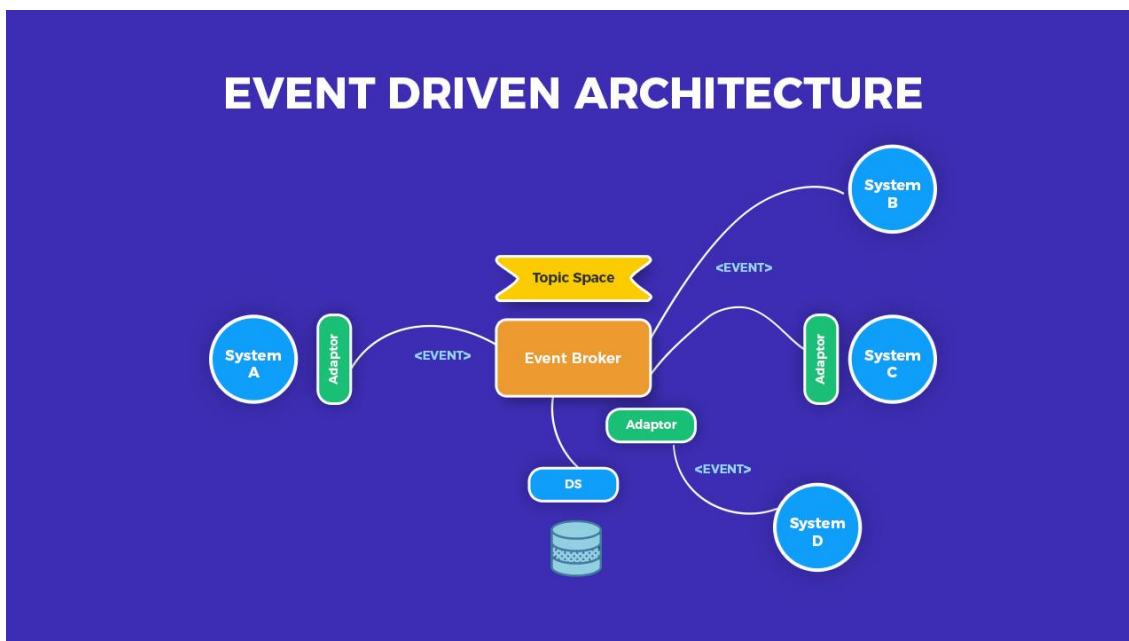 EVENT DRIVEN ARCHITECTURE
System
B
<EVENT>
Topic Space
System
A
Adaptor
<EVENT>
Event Broker
Adaptor
System
C
Adaptor
<EVENT>
DS
System
D